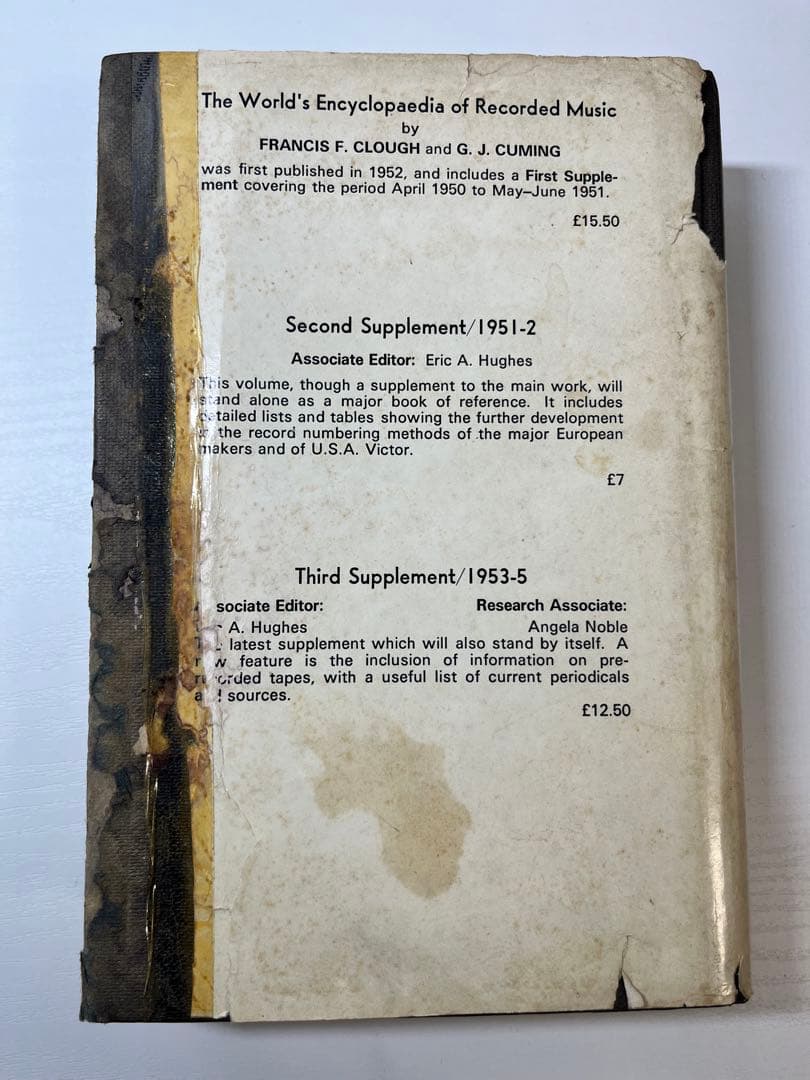 The World's Encyclopaedia of Recorded Music
by
FRANCIS F. CLOUGH and G. J. CUMING
was first published in 1952, and includes a First Supple-
ment covering the period April 1950 to May–June 1951.
£15.50
Second Supplement/1951-2
Associate Editor: Eric A. Hughes
This volume, though a supplement to the main work, will
stand alone as a major book of reference. It includes
detailed lists and tables showing the further development
the record numbering methods of the major European
makers and of U.S.A. Victor.
£7
Third Supplement/1953-5
Associate Editor: Research Associate:
A. Hughes Angela Noble
latest supplement which will also stand by itself. A
new feature is the inclusion of information on pre-
recorded tapes, with a useful list of current periodicals
sources.
£12.50